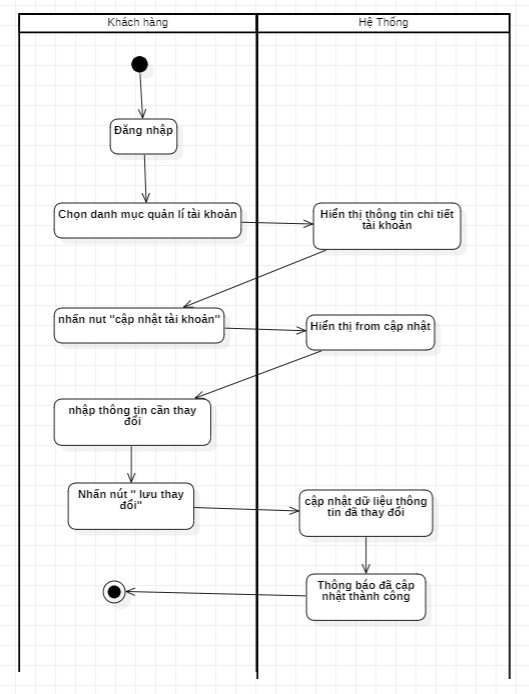 Khách hàng
Hệ Thống
Đăng nhập
Chọn danh mục quản lí tài khoản
Hiển thị thông tin chi tiết
tài khoản
nhấn nut "cập nhật tài khoản"
Hiển thị from cập nhật
nhập thông tin cần thay
đổi
Nhấn nút " lưu thay
đổi"
cập nhật dữ liệu thông
tin đã thay đổi
Thông báo đã cập
nhật thành công